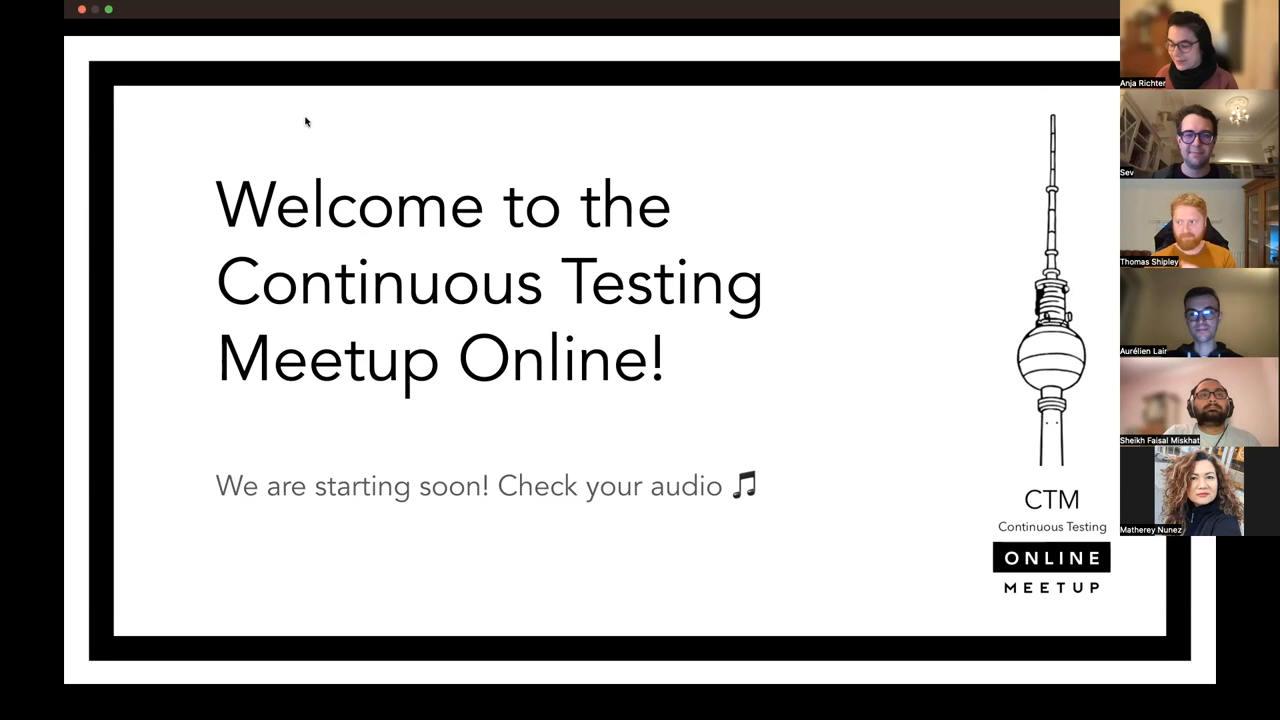 Welcome to the
Continuous Testing
Meetup Online!
We are starting soon! Check your audio 🎵
CTM
Continuous Testing
ONLINE
MEETUP
Anja Richter
Sev
Thomas Shipley
Aurélien Lair
Sheikh Faisal Miskhat
Matherey Nunez